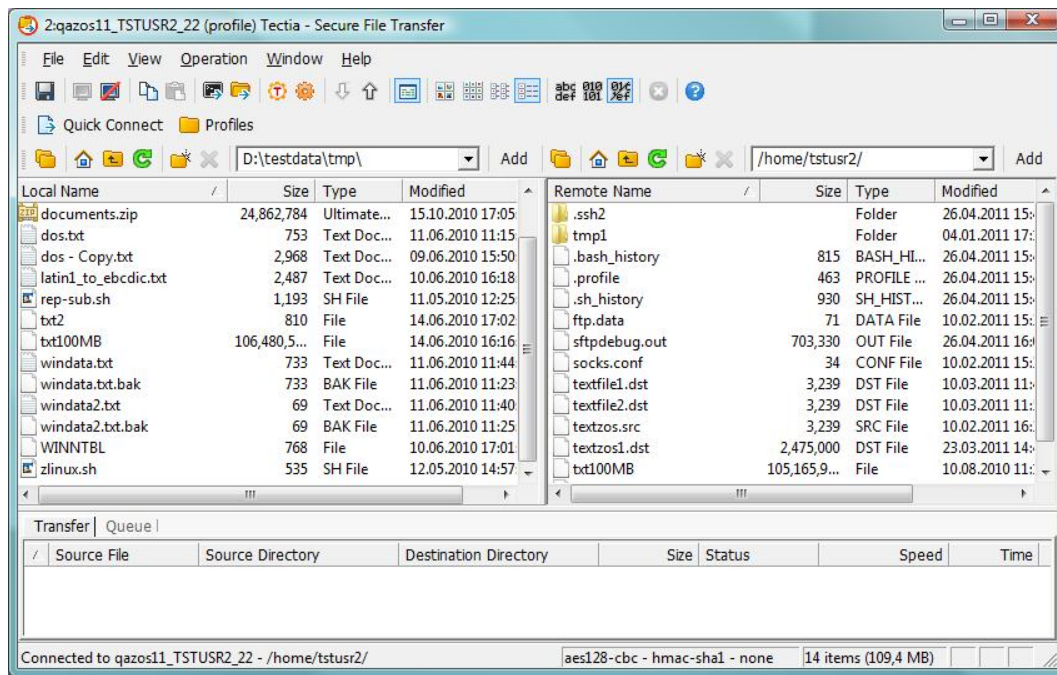 2:qazos11_TSTUSR2_22 (profile) Tectia - Secure File Transfer
File Edit View Operation Window Help
abc def 010 101
Quick Connect Profiles
D:\testdata\tmp\ Add /home/tstusr2/ Add
Local Name / Size Type Modified Remote Name / Size Type Modified
documents.zip 24,862,784 Ultimate... 15.10.2010 17:05: .ssh2 Folder 26.04.2011 15:
dos.txt 753 Text Doc... 11.06.2010 11:15: tmp1 Folder 04.01.2011 17:
dos - Copy.txt 2,968 Text Doc... 09.06.2010 15:50: .bash_history 815 BASH_HI... 26.04.2011 15:
latin1_to_ebcdic.txt 2,487 Text Doc... 10.06.2010 16:18: .profile 463 PROFILE ... 26.04.2011 15:
rep-sub.sh 1,193 SH File 11.05.2010 12:25: .sh_history 930 SH_HIST... 26.04.2011 15:
txt2 810 File 14.06.2010 17:02: ftp.data 71 DATA File 10.02.2011 15:
txt100MB 106,480,5... File 14.06.2010 16:16: sftpdebug.out 703,330 OUT File 26.04.2011 16:
windata.txt 733 Text Doc... 11.06.2010 11:44: socks.conf 34 CONF File 10.02.2011 15:
windata.txt.bak 733 BAK File 11.06.2010 11:23: textfile1.dst 3,239 DST File 10.03.2011 11:
windata2.txt 69 Text Doc... 11.06.2010 11:40: textfile2.dst 3,239 DST File 10.03.2011 11:
windata2.txt.bak 69 BAK File 11.06.2010 11:25: textzos.src 3,239 SRC File 10.02.2011 16:
WINNTBL 768 File 10.06.2010 17:01: textzos1.dst 2,475,000 DST File 23.03.2011 14:
zlinux.sh 535 SH File 12.05.2010 14:57: txt100MB 105,165,9... File 10.08.2010 11:
Transfer Queue
/ Source File Source Directory Destination Directory Size Status Speed Time
Connected to qazos11_TSTUSR2_22 - /home/tstusr2/ aes128-cbc - hmac-sha1 - none 14 items (109,4 MB)